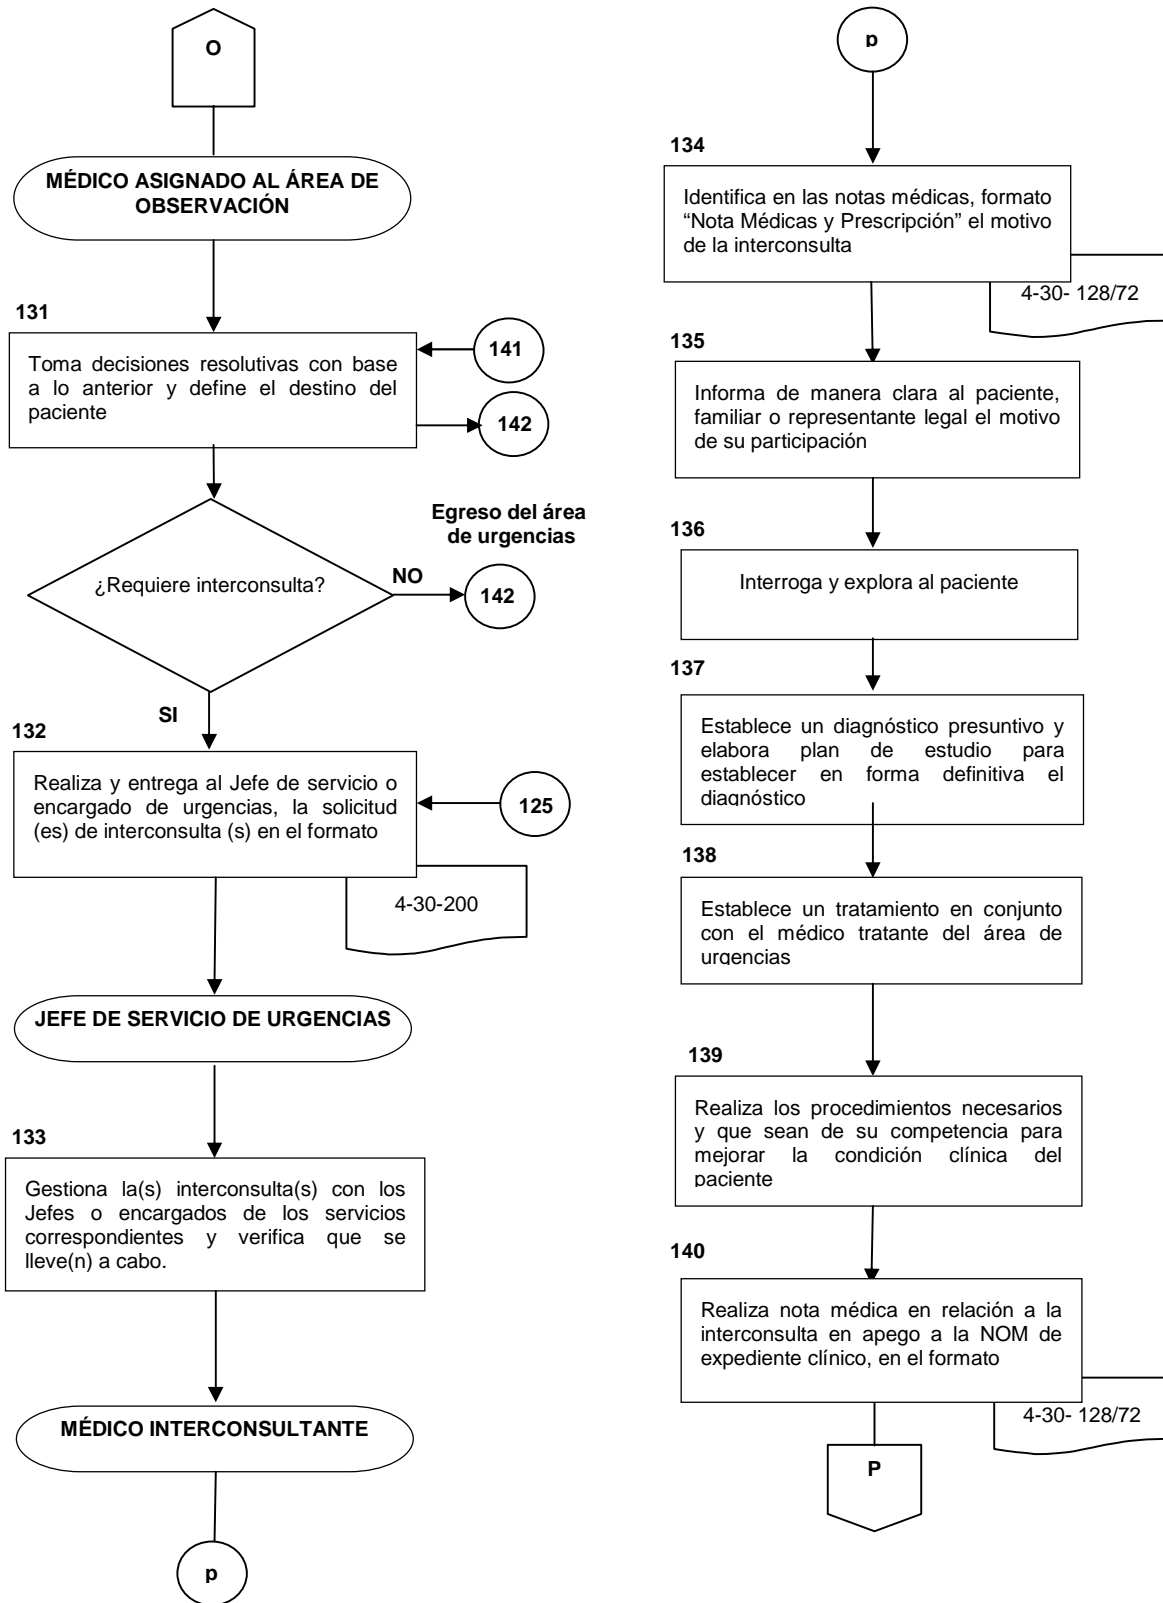 O
MÉDICO ASIGNADO AL ÁREA DE
OBSERVACIÓN
131
Toma decisiones resolutivas con base
a lo anterior y define el destino del
paciente
141
142
¿Requiere interconsulta?
NO
Egreso del área
de urgencias
142
SI
132
Realiza y entrega al Jefe de servicio o
encargado de urgencias, la solicitud
(es) de interconsulta (s) en el formato
125
4-30-200
JEFE DE SERVICIO DE URGENCIAS
133
Gestiona la(s) interconsulta(s) con los
Jefes o encargados de los servicios
correspondientes y verifica que se
lleve(n) a cabo.
MÉDICO INTERCONSULTANTE
p
p
134
Identifica en las notas médicas, formato
“Nota Médicas y Prescripción” el motivo
de la interconsulta
4-30- 128/72
135
Informa de manera clara al paciente,
familiar o representante legal el motivo
de su participación
136
Interroga y explora al paciente
137
Establece un diagnóstico presuntivo y
elabora plan de estudio para
establecer en forma definitiva el
diagnóstico
138
Establece un tratamiento en conjunto
con el médico tratante del área de
urgencias
139
Realiza los procedimientos necesarios
y que sean de su competencia para
mejorar la condición clínica del
paciente
140
Realiza nota médica en relación a la
interconsulta en apego a la NOM de
expediente clínico, en el formato
4-30- 128/72
P